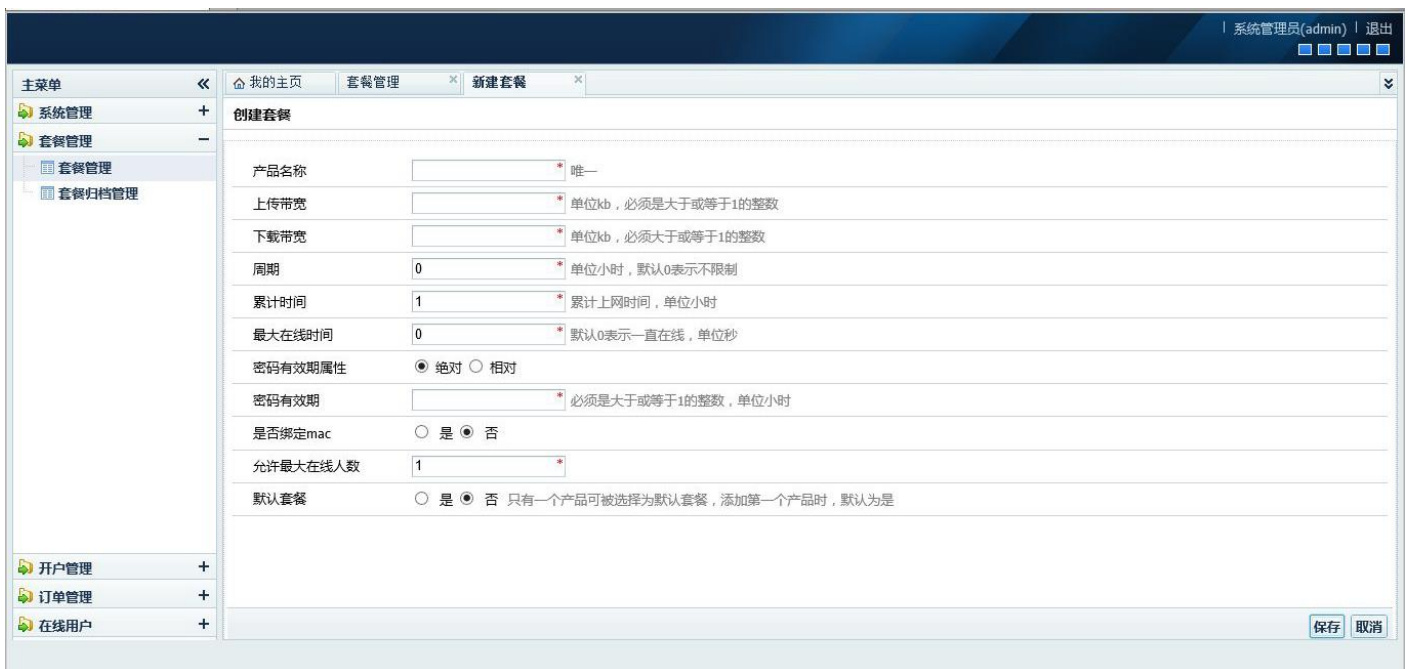 系统管理员(admin) | 退出
主菜单
我的主页 套餐管理 新建套餐
系统管理
套餐管理
套餐管理
套餐归档管理
开户管理
订单管理
在线用户
创建套餐
产品名称 * 唯一
上传带宽 * 单位kb，必须是大于或等于1的整数
下载带宽 * 单位kb，必须大于或等于1的整数
周期 0 * 单位小时，默认0表示不限制
累计时间 1 * 累计上网时间，单位小时
最大在线时间 0 * 默认0表示一直在线，单位秒
密码有效期属性 绝对 相对
密码有效期 * 必须是大于或等于1的整数，单位小时
是否绑定mac 是 否
允许最大在线人数 1 *
默认套餐 是 否 只有一个产品可被选择为默认套餐，添加第一个产品时，默认为是
保存 取消